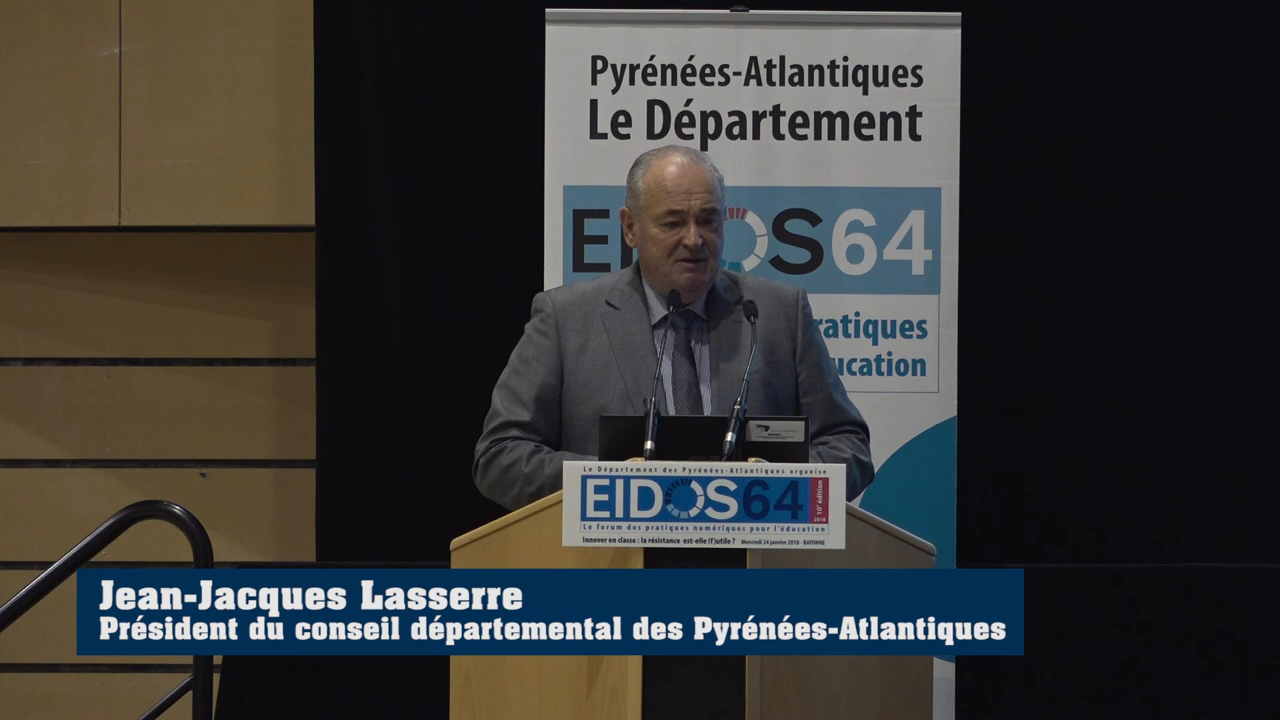 Pyrénées-Atlantiques
Le Département
EIDOS64
ratiques
ucation
Le Département des Pyrénées-Atlantiques organise
EIDOS64
10e édition
2018
Le forum des pratiques numériques pour l'éducation
Innover en classe : la résistance est-elle (f)utile ? Mercredi 24 janvier 2018 - BAYONNE
Jean-Jacques Lasserre
Président du conseil départemental des Pyrénées-Atlantiques